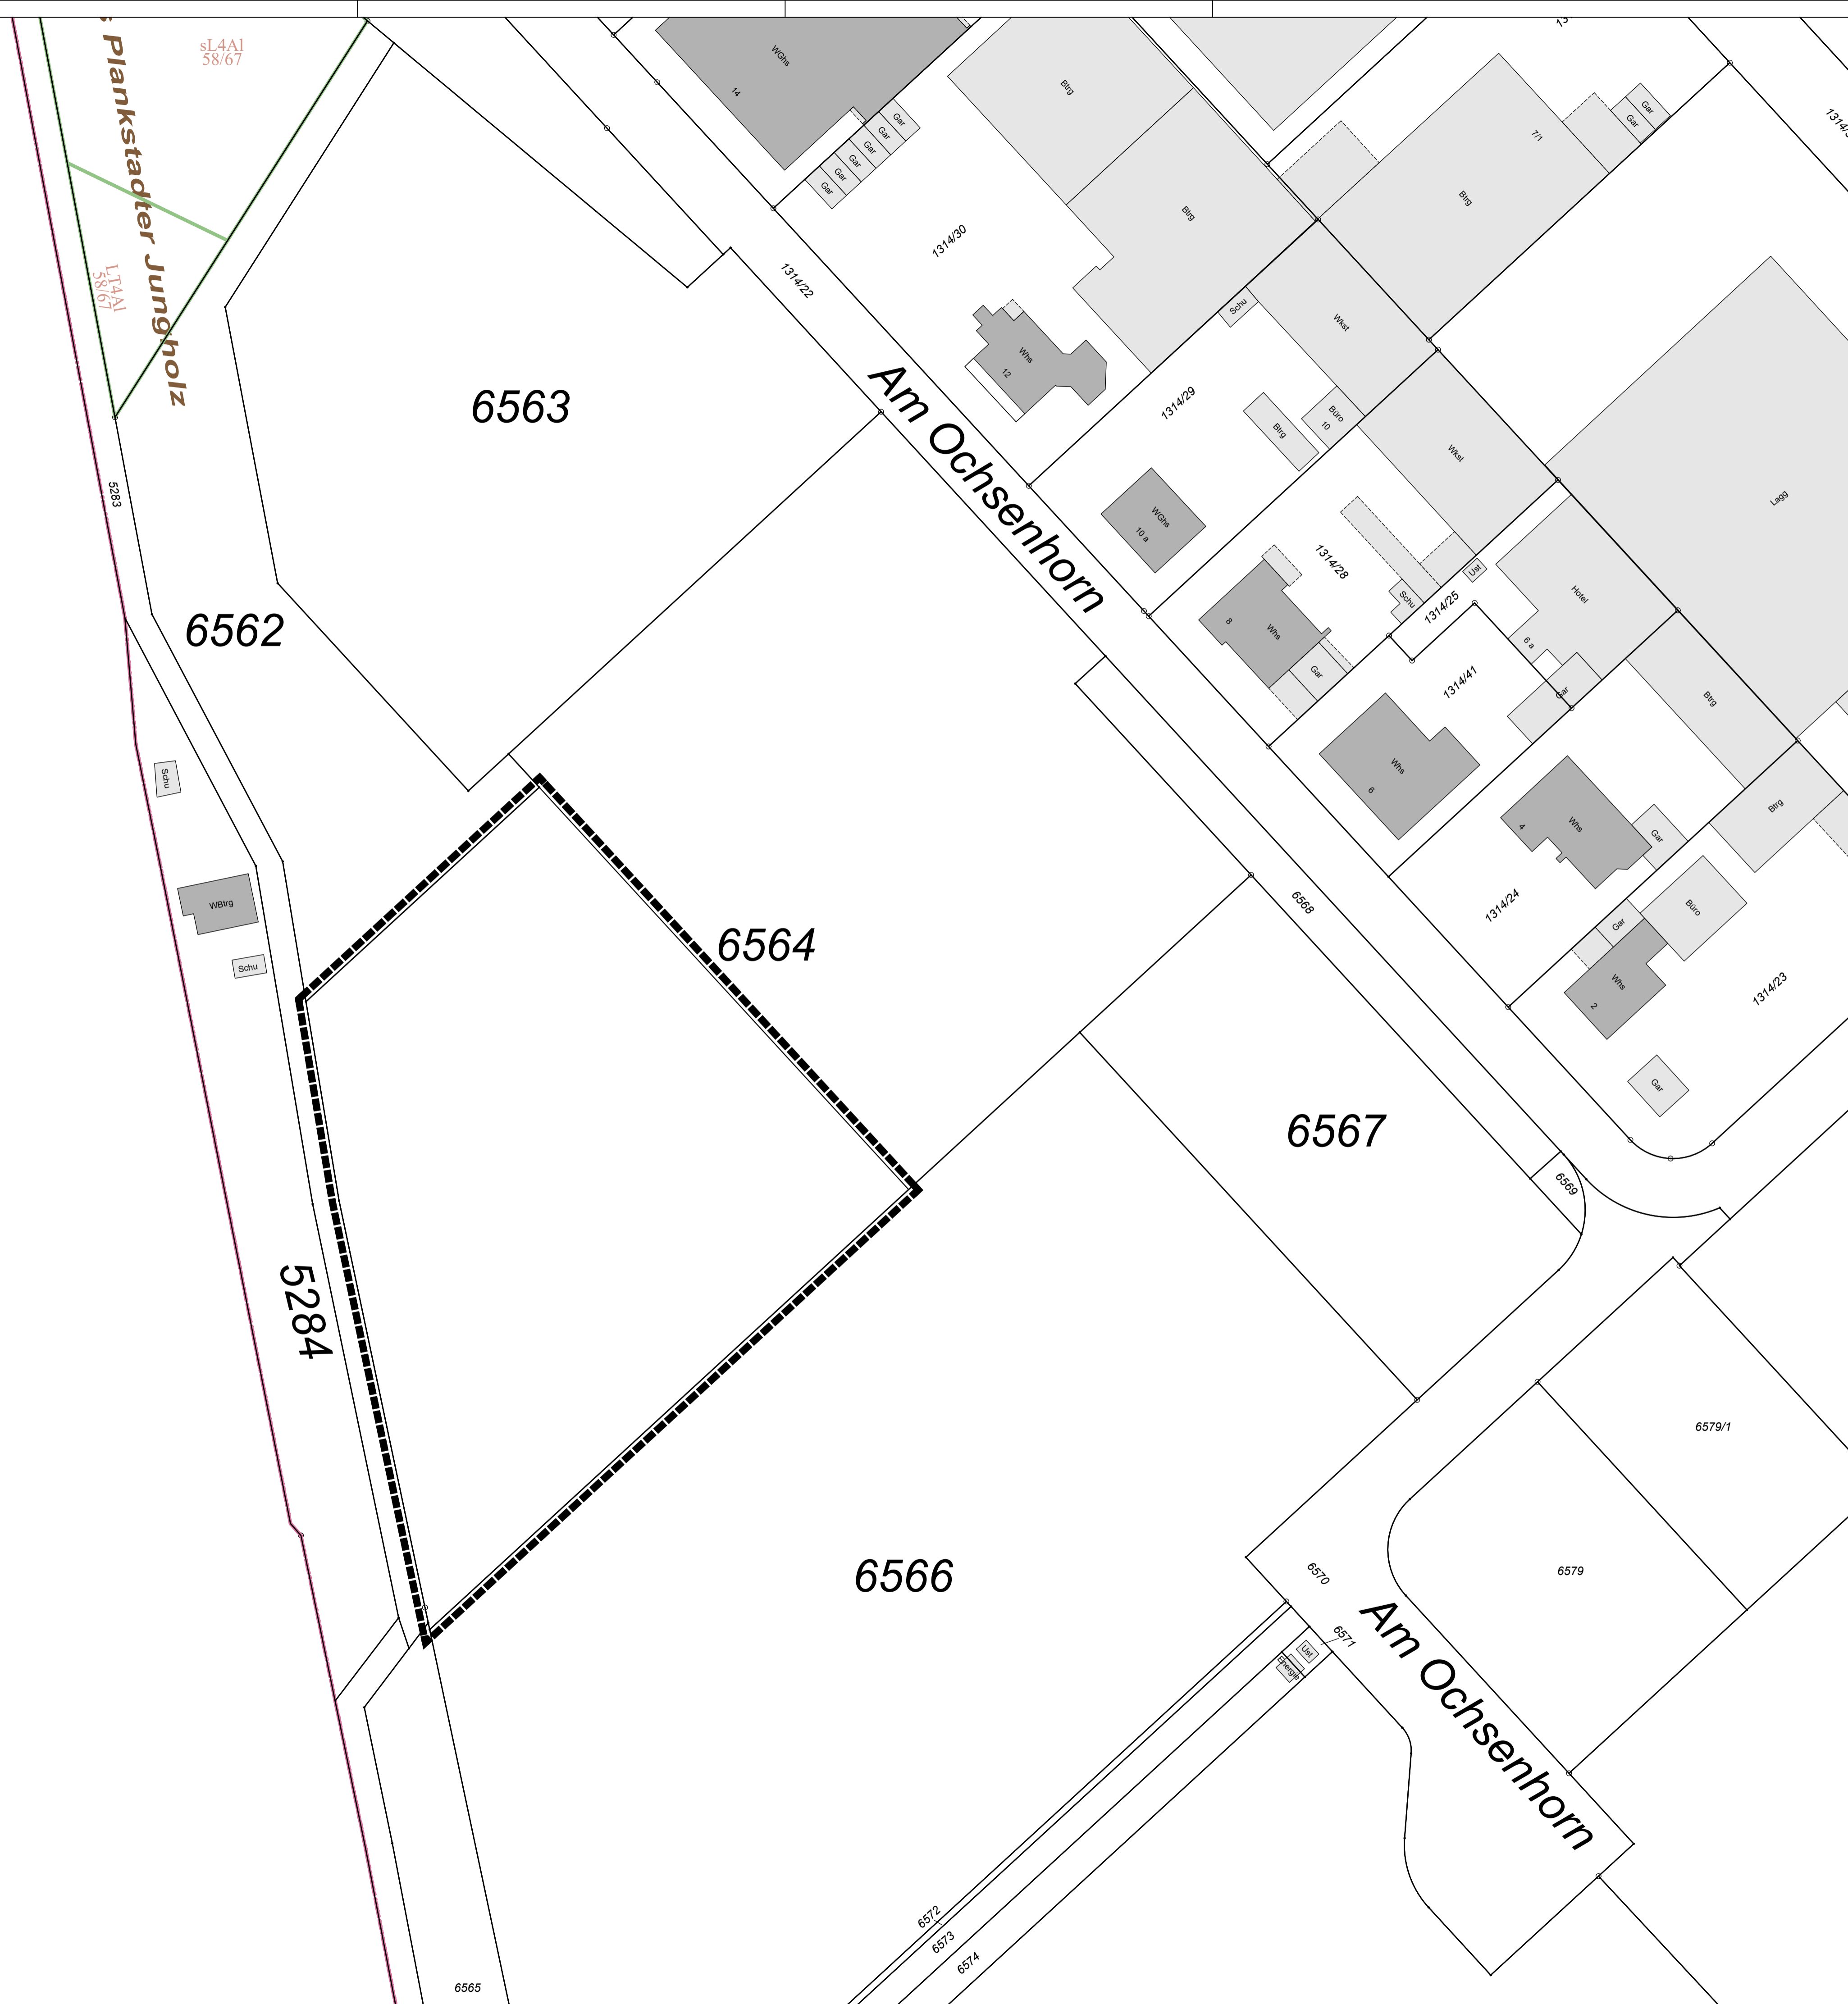 Plankstadter Jungholz
sL4Al
58/67
LT4Al
58/67
WGhs
14
Gar
Gar
Gar
Gar
Gar
Gar
Btrg
Btrg
7/1
Gar
Gar
Btrg
1314/30
1314/22
Whs
12
Schu
Wkst
6563
Am Ochsenhorn
1314/29
Btrg
Büro
10
Wkst
Lagg
5283
WGhs
10 a
1314/28
Ust
Schu
1314/25
Hotel
6 a
6562
8
Whs
Gar
1314/41
Gar
Btrg
Schu
Whs
6
Whs
4
Gar
Btrg
WBtrg
Schu
6564
6568
1314/24
Gar
Büro
Whs
2
1314/23
Gar
6567
6569
5284
6579/1
6566
6570
6579
6571
Ust
Energie
Am Ochsenhorn
6572
6573
6574
6565